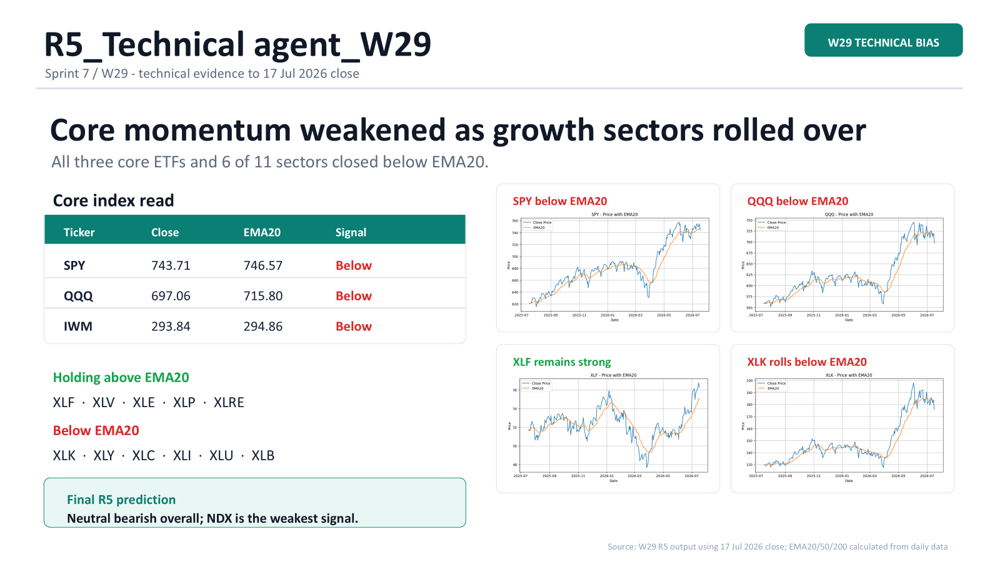 R5_Technical agent_W29
W29 TECHNICAL BIAS
Sprint 7 / W29 - technical evidence to 17 Jul 2026 close
Core momentum weakened as growth sectors rolled over
All three core ETFs and 6 of 11 sectors closed below EMA20.
Core index read
Ticker Close EMA20 Signal
SPY 743.71 746.57 Below
QQQ 697.06 715.80 Below
IWM 293.84 294.86 Below
Holding above EMA20
XLF · XLV · XLE · XLP · XLRE
Below EMA20
XLK · XLY · XLC · XLI · XLU · XLB
Final R5 prediction
Neutral bearish overall; NDX is the weakest signal.
SPY below EMA20
SPY - Price with EMA20
Close Price
EMA20
Price
760
740
720
700
680
660
640
620
2025-07 2025-09 2025-11 2026-01 2026-03 2026-05 2026-07
Date
QQQ below EMA20
QQQ - Price with EMA20
Close Price
EMA20
Price
750
725
700
675
650
625
600
575
550
2025-07 2025-09 2025-11 2026-01 2026-03 2026-05 2026-07
Date
XLF remains strong
XLF - Price with EMA20
Close Price
EMA20
Price
56
54
52
50
48
2025-07 2025-09 2025-11 2026-01 2026-03 2026-05 2026-07
Date
XLK rolls below EMA20
XLK - Price with EMA20
Close Price
EMA20
Price
200
190
180
170
160
150
140
130
2025-07 2025-09 2025-11 2026-01 2026-03 2026-05 2026-07
Date
Source: W29 R5 output using 17 Jul 2026 close; EMA20/50/200 calculated from daily data